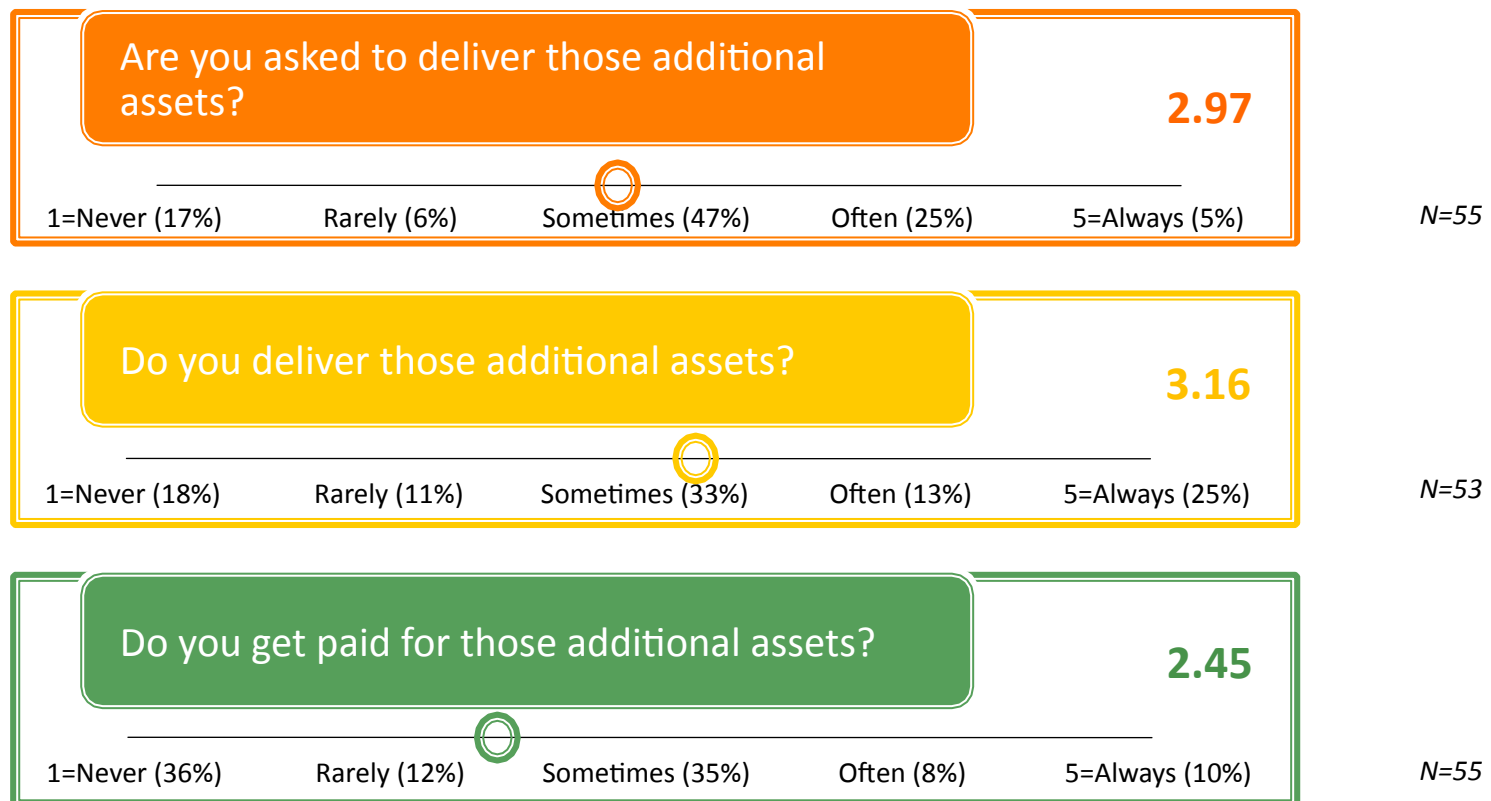 Are you asked to deliver those additional
assets?
2.97
1=Never (17%) Rarely (6%) Sometimes (47%) Often (25%) 5=Always (5%) N=55
Do you deliver those additional assets?
3.16
1=Never (18%) Rarely (11%) Sometimes (33%) Often (13%) 5=Always (25%) N=53
Do you get paid for those additional assets?
2.45
1=Never (36%) Rarely (12%) Sometimes (35%) Often (8%) 5=Always (10%) N=55